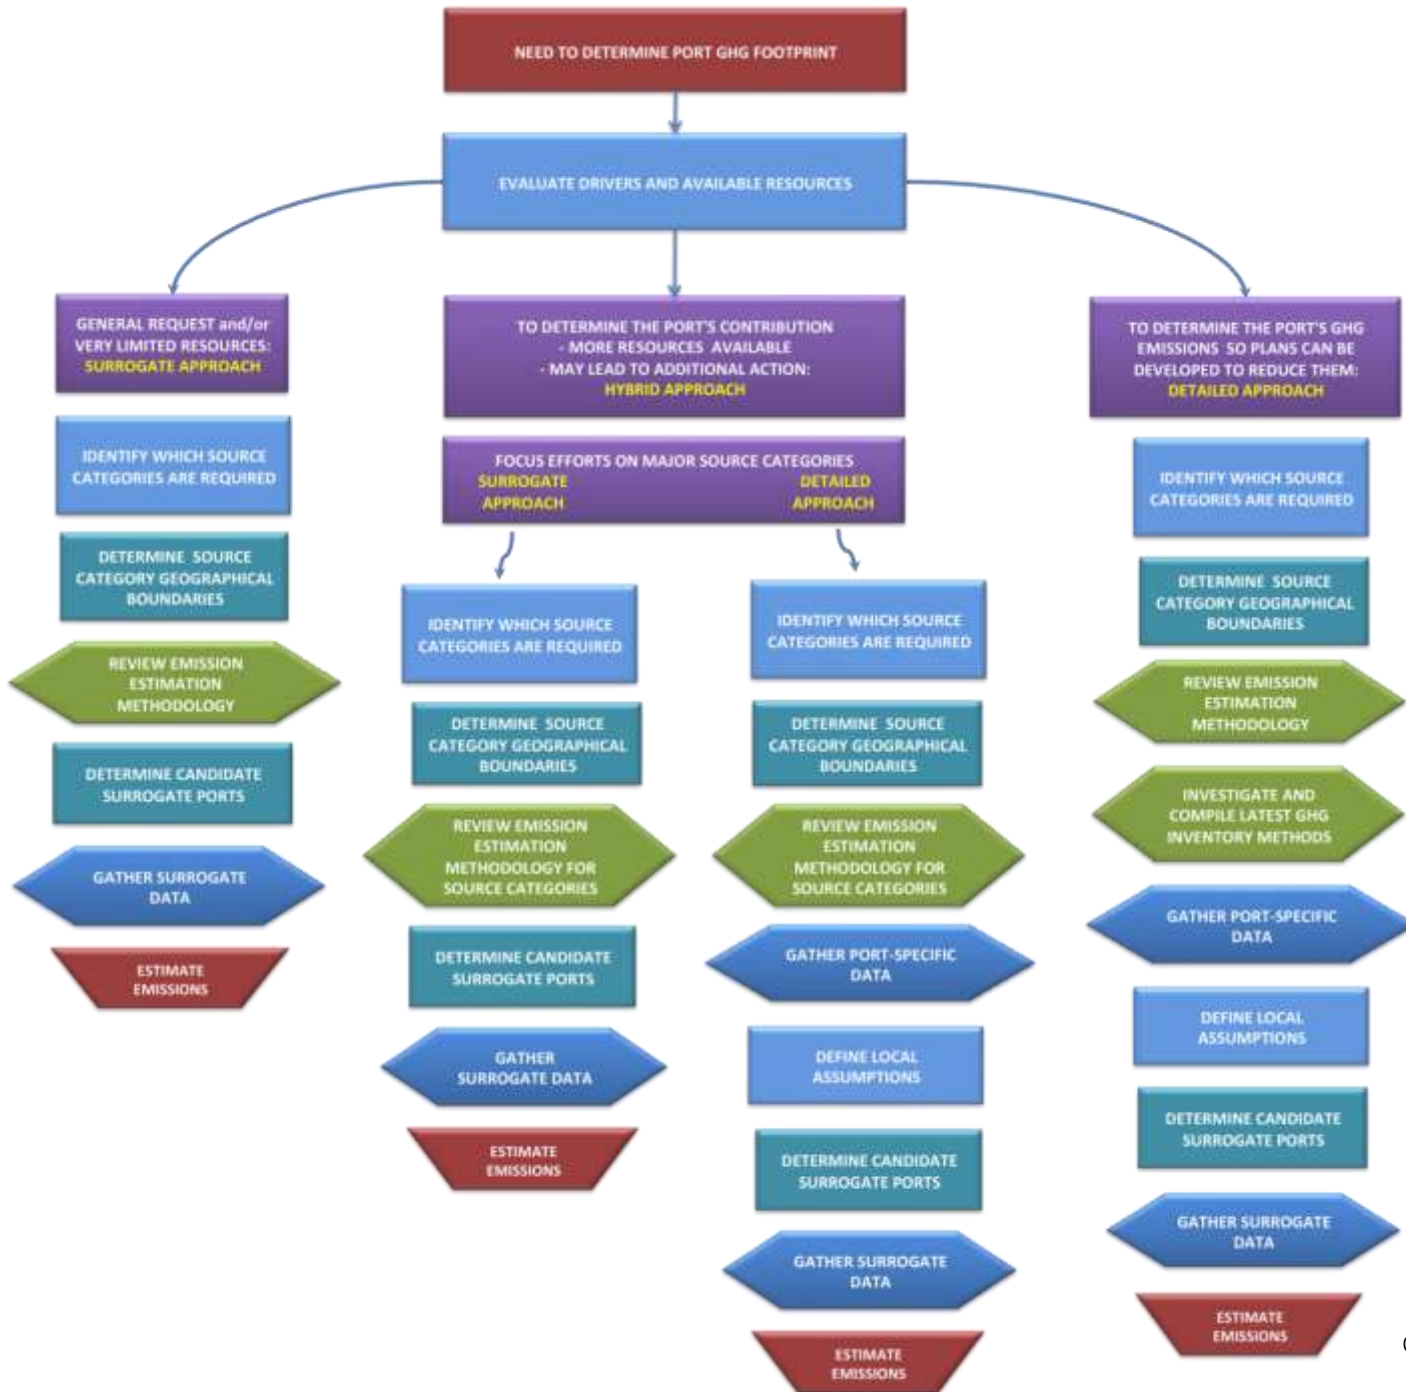 NEED TO DETERMINE PORT GHG FOOTPRINT
EVALUATE DRIVERS AND AVAILABLE RESOURCES
GENERAL REQUEST and/or
VERY LIMITED RESOURCES:
SURROGATE APPROACH
IDENTIFY WHICH SOURCE
CATEGORIES ARE REQUIRED
DETERMINE SOURCE
CATEGORY GEOGRAPHICAL
BOUNDARIES
REVIEW EMISSION
ESTIMATION
METHODOLOGY
DETERMINE CANDIDATE
SURROGATE PORTS
GATHER SURROGATE
DATA
ESTIMATE
EMISSIONS
TO DETERMINE THE PORT'S CONTRIBUTION
- MORE RESOURCES AVAILABLE
- MAY LEAD TO ADDITIONAL ACTION:
HYBRID APPROACH
FOCUS EFFORTS ON MAJOR SOURCE CATEGORIES
SURROGATE
APPROACH
DETAILED
APPROACH
IDENTIFY WHICH SOURCE
CATEGORIES ARE REQUIRED
DETERMINE SOURCE
CATEGORY GEOGRAPHICAL
BOUNDARIES
REVIEW EMISSION
ESTIMATION
METHODOLOGY FOR
SOURCE CATEGORIES
DETERMINE CANDIDATE
SURROGATE PORTS
GATHER
SURROGATE DATA
ESTIMATE
EMISSIONS
IDENTIFY WHICH SOURCE
CATEGORIES ARE REQUIRED
DETERMINE SOURCE
CATEGORY GEOGRAPHICAL
BOUNDARIES
REVIEW EMISSION
ESTIMATION
METHODOLOGY FOR
SOURCE CATEGORIES
GATHER PORT-SPECIFIC
DATA
DEFINE LOCAL
ASSUMPTIONS
DETERMINE CANDIDATE
SURROGATE PORTS
GATHER SURROGATE
DATA
ESTIMATE
EMISSIONS
TO DETERMINE THE PORT'S GHG
EMISSIONS SO PLANS CAN BE
DEVELOPED TO REDUCE THEM:
DETAILED APPROACH
IDENTIFY WHICH SOURCE
CATEGORIES ARE REQUIRED
DETERMINE SOURCE
CATEGORY GEOGRAPHICAL
BOUNDARIES
REVIEW EMISSION
ESTIMATION
METHODOLOGY
INVESTIGATE AND
COMPILE LATEST GHG
INVENTORY METHODS
GATHER PORT-SPECIFIC
DATA
DEFINE LOCAL
ASSUMPTIONS
DETERMINE CANDIDATE
SURROGATE PORTS
GATHER SURROGATE
DATA
ESTIMATE
EMISSIONS